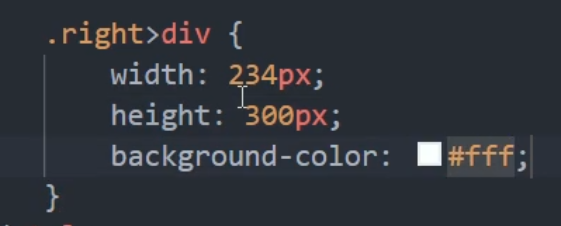 .right>div {
width: 234px;
height: 300px;
background-color: #fff;
}